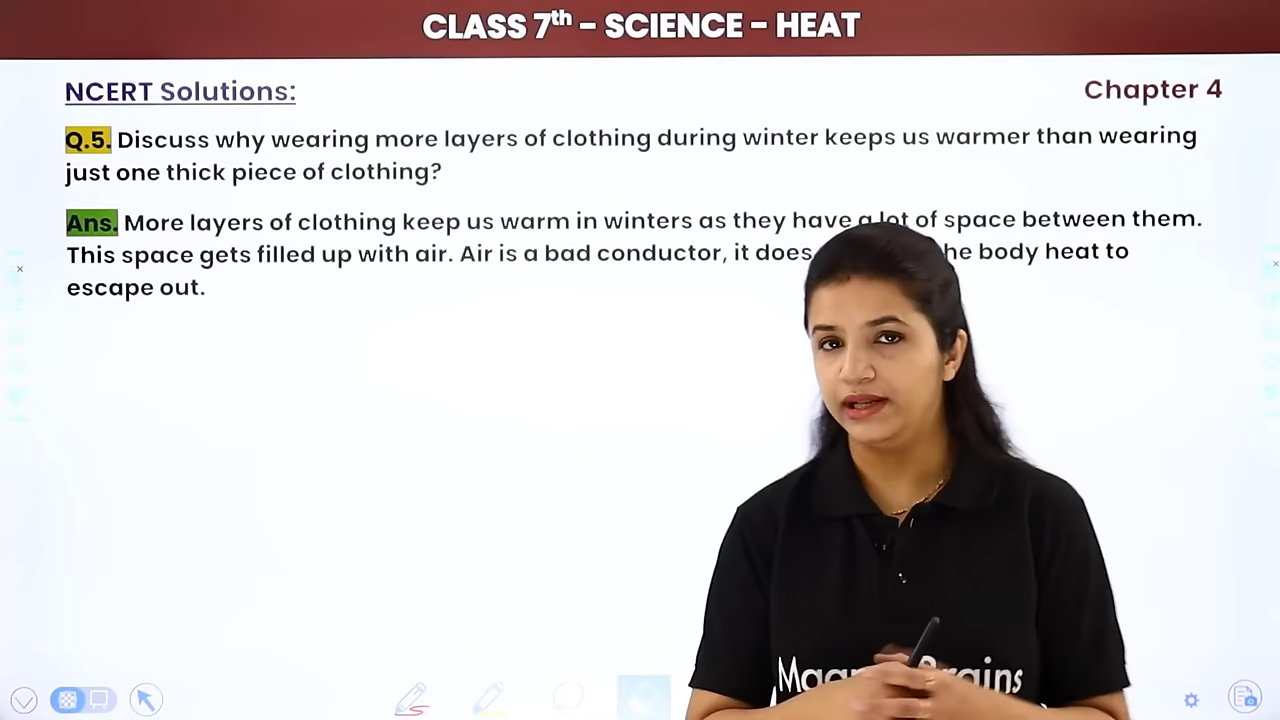 CLASS 7th – SCIENCE – HEAT
NCERT Solutions:
Chapter 4
Q.5. Discuss why wearing more layers of clothing during winter keeps us warmer than wearing
just one thick piece of clothing?
Ans. More layers of clothing keep us warm in winters as they have a lot of space between them.
This space gets filled up with air. Air is a bad conductor, it does body heat to
escape out.